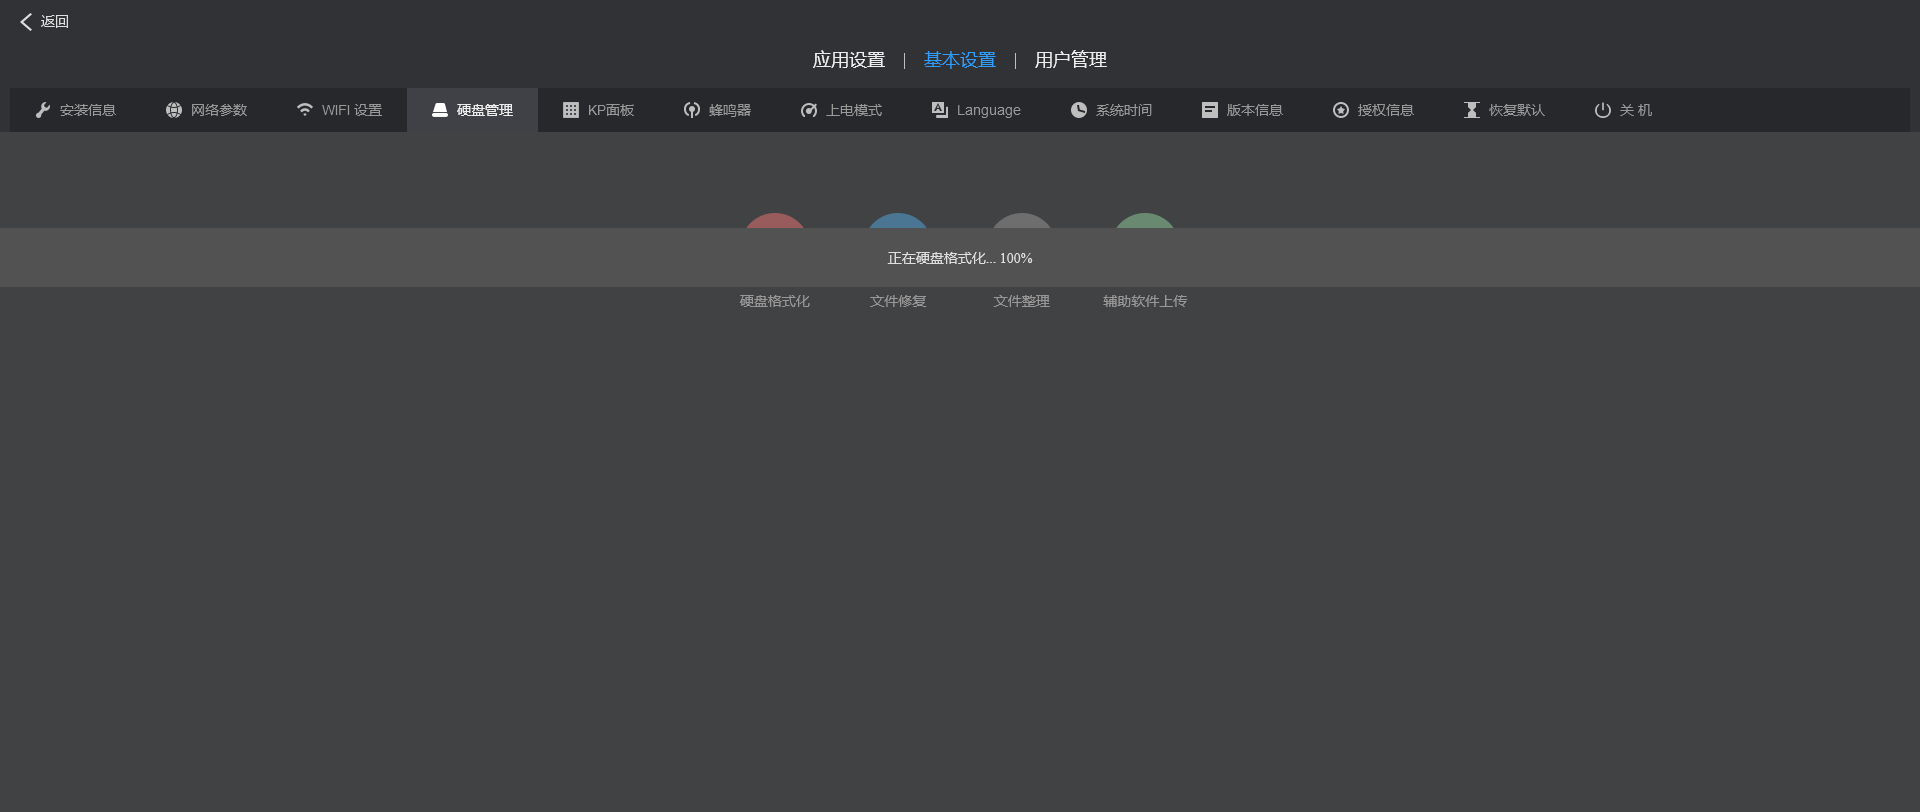 返回
应用设置 | 基本设置 | 用户管理
安装信息 网络参数 WIFI 设置 硬盘管理 KP面板 蜂鸣器 上电模式 Language 系统时间 版本信息 授权信息 恢复默认 关 机
正在硬盘格式化... 100%
硬盘格式化 文件修复 文件整理 辅助软件上传